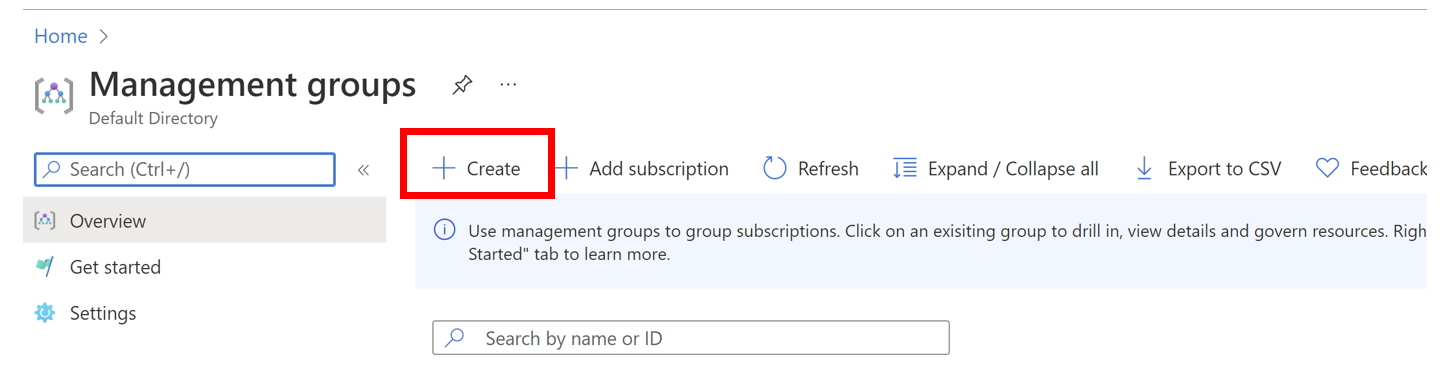 Home
Management groups
Default Directory
Search (Ctrl+/)
Create
Add subscription
Refresh
Expand / Collapse all
Export to CSV
Feedback
Overview
Get started
Settings
Use management groups to group subscriptions. Click on an exisiting group to drill in, view details and govern resources. Righ
Started" tab to learn more.
Search by name or ID